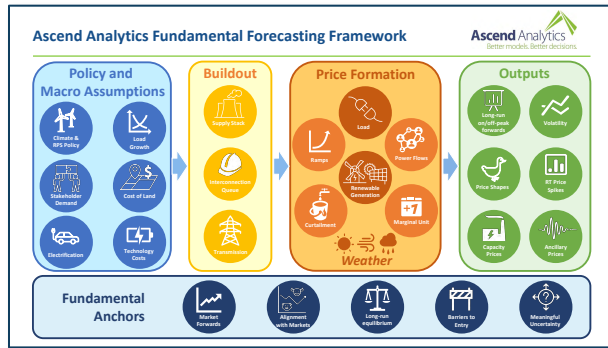 Ascend Analytics Fundamental Forecasting Framework
Ascend Analytics
Better models. Better decisions.
Policy and
Macro Assumptions
Climate &
RPS Policy
Load
Growth
Stakeholder
Demand
$
Cost of Land
Electrification
Technology
Costs
Buildout
Supply Stack
Interconnection
Queue
Transmission
Price Formation
Load
Ramps
Power Flows
Renewable
Generation
Curtailment
+7
Marginal Unit
Weather
Outputs
Long-run
on/off-peak
forwards
Volatility
Price Shapes
RT Price
Spikes
Capacity
Prices
Ancillary
Prices
Fundamental
Anchors
Market
Forwards
Alignment
with Markets
Long-run
equilibrium
Barriers to
Entry
?
Meaningful
Uncertainty